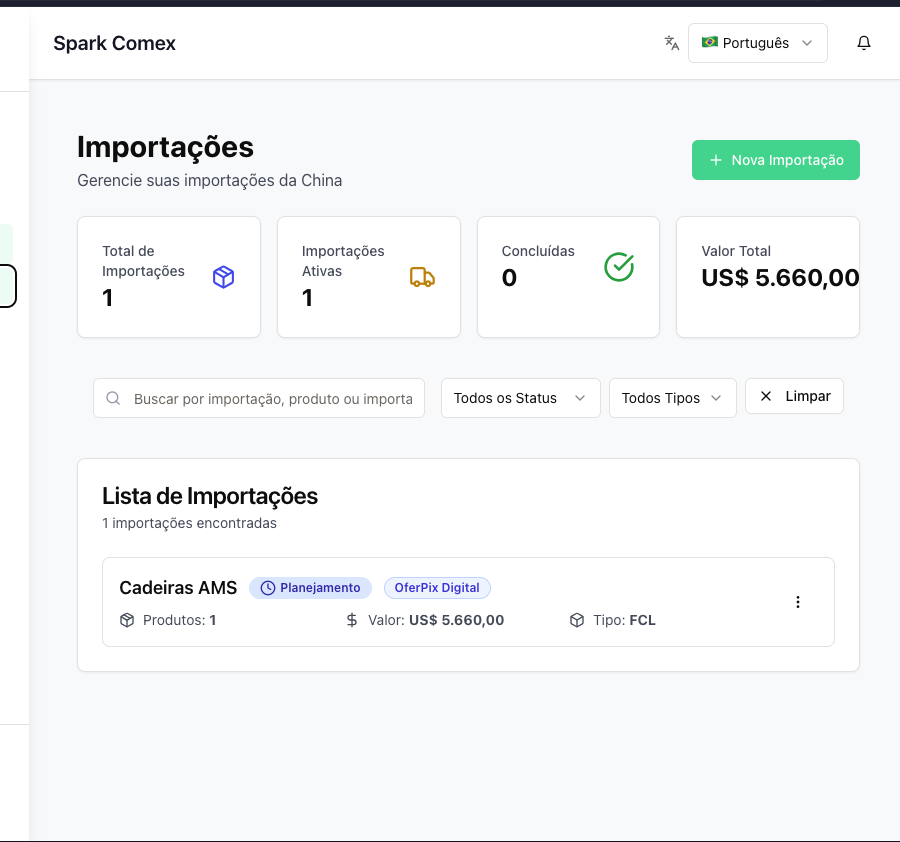 Spark Comex
Português
Importações
Gerencie suas importações da China
Nova Importação
Total de
Importações
1
Importações
Ativas
1
Concluídas
0
Valor Total
US$ 5.660,00
Buscar por importação, produto ou importa
Todos os Status
Todos Tipos
Limpar
Lista de Importações
1 importações encontradas
Cadeiras AMS Planejamento OferPix Digital
Produtos: 1 Valor: US$ 5.660,00 Tipo: FCL